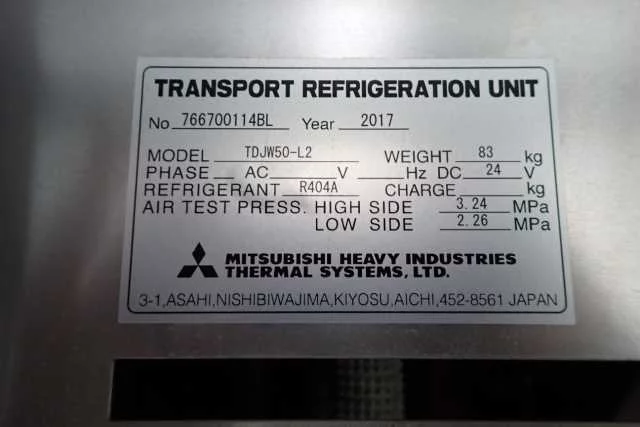 TRANSPORT REFRIGERATION UNIT
No 766700114BL Year 2017
MODEL TDJW50-L2 WEIGHT 83 kg
PHASE AC V Hz DC 24 V
REFRIGERANT R404A CHARGE kg
AIR TEST PRESS. HIGH SIDE 3.24 MPa
LOW SIDE 2.26 MPa
MITSUBISHI HEAVY INDUSTRIES
THERMAL SYSTEMS, LTD.
3-1,ASAHI,NISHIBIWAJIMA,KIYOSU,AICHI,452-8561 JAPAN